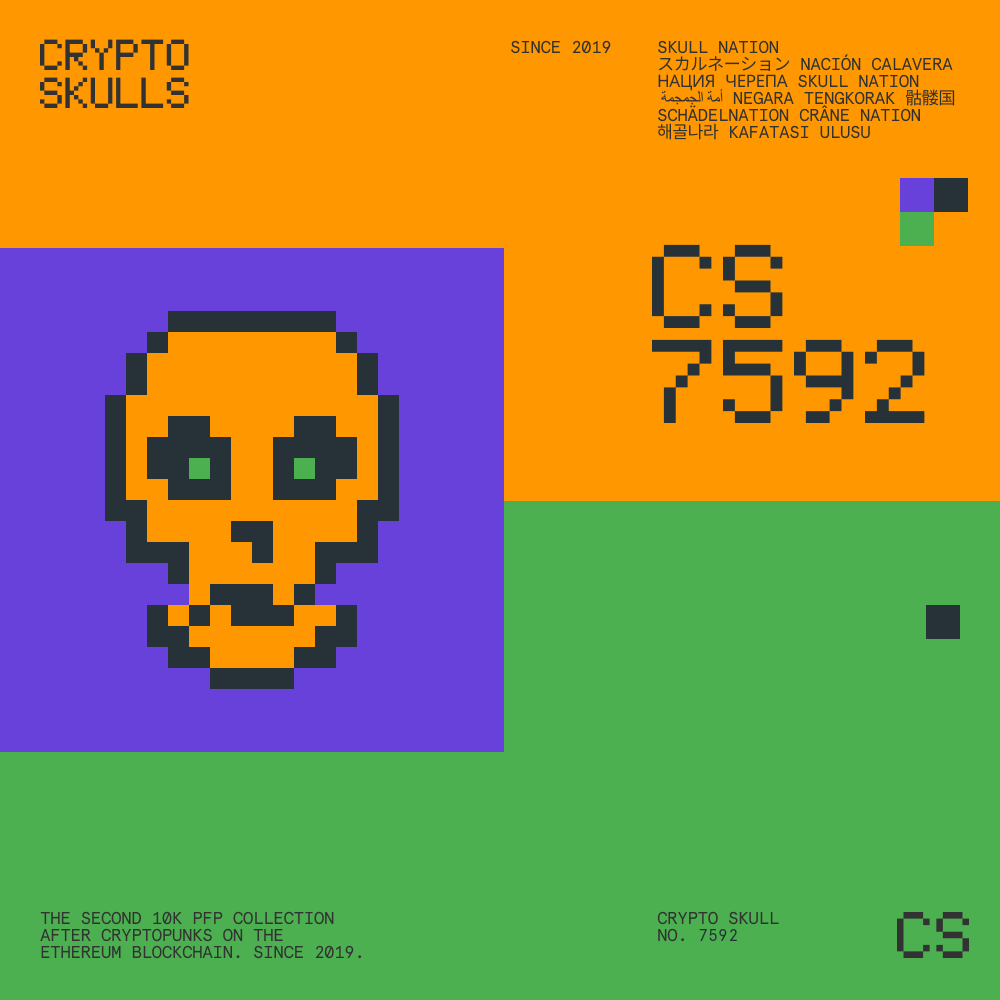 CRYPTO
SKULLS
SINCE 2019
SKULL NATION
スカルネーション NACIÓN CALAVERA
НАЦИЯ ЧЕРЕПА SKULL NATION
أمة الجمجمة NEGARA TENGKORAK 骷髅国
SCHÄDELNATION CRÂNE NATION
해골나라 KAFATASI ULUSU
CS
7592
THE SECOND 10K PFP COLLECTION
AFTER CRYPTOPUNKS ON THE
ETHEREUM BLOCKCHAIN. SINCE 2019.
CRYPTO SKULL
NO. 7592
CS